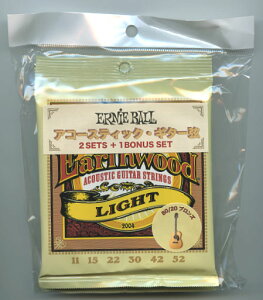 ERNIE BALL
アコースティック・ギター弦
2 SETS + 1 BONUS SET
Earthwood
ACOUSTIC GUITAR STRINGS
LIGHT
80/20 ブロンズ
2004
11 15 22 30 42 52